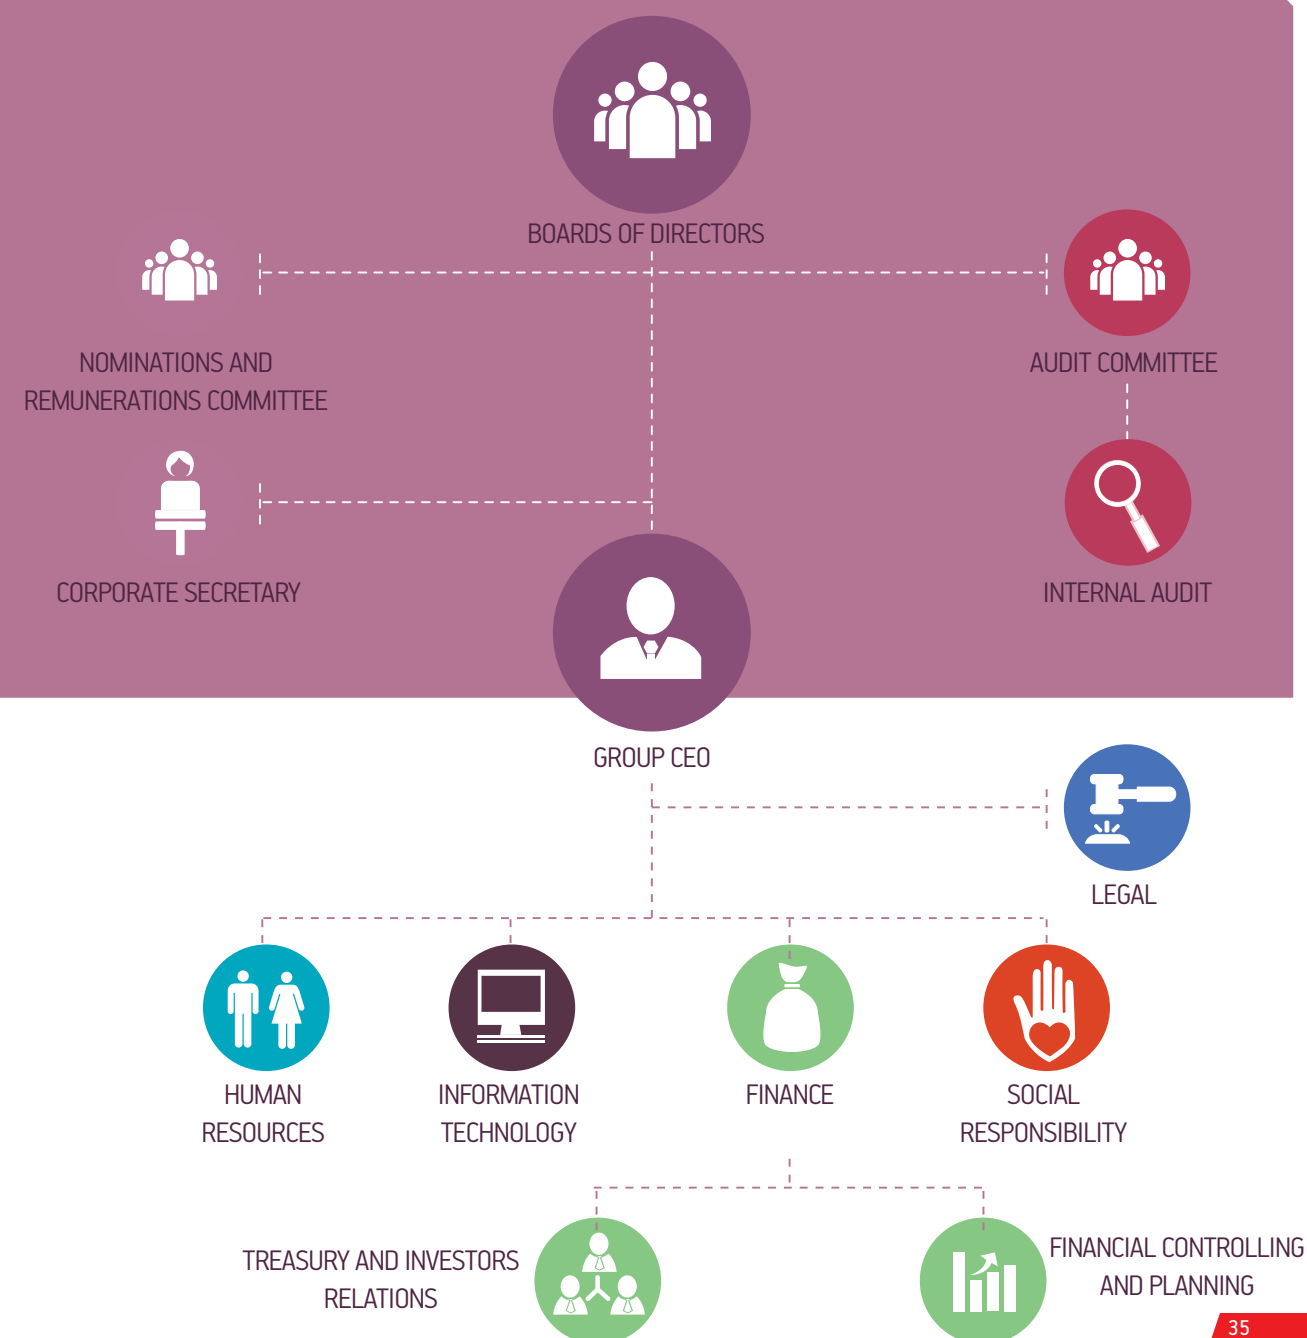 BOARDS OF DIRECTORS
NOMINATIONS AND
REMUNERATIONS COMMITTEE
AUDIT COMMITTEE
CORPORATE SECRETARY
INTERNAL AUDIT
GROUP CEO
LEGAL
HUMAN
RESOURCES
INFORMATION
TECHNOLOGY
FINANCE
SOCIAL
RESPONSIBILITY
TREASURY AND INVESTORS
RELATIONS
FINANCIAL CONTROLLING
AND PLANNING
35